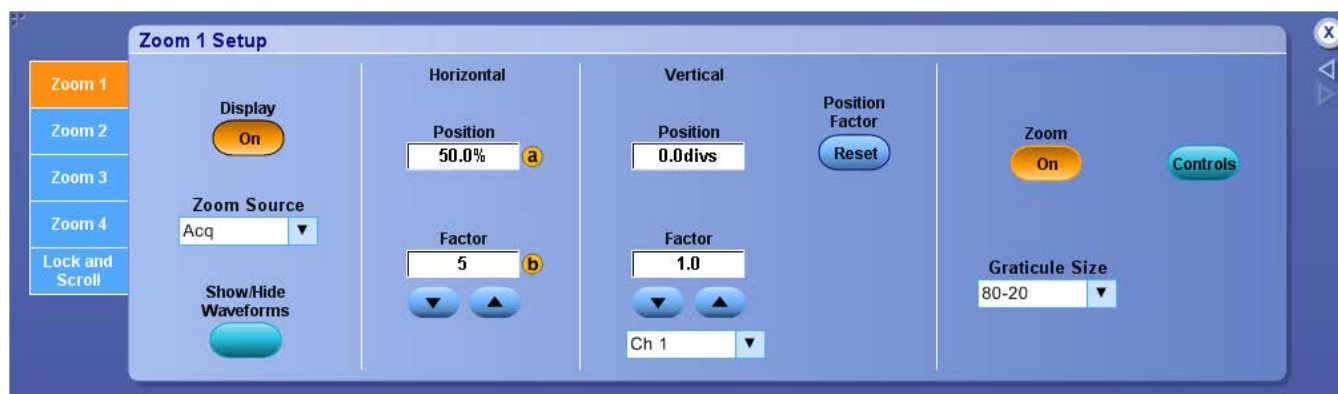 Zoom 1 Setup
X
Zoom 1
Zoom 2
Zoom 3
Zoom 4
Lock and
Scroll
Display
On
Zoom Source
Acq
Show/Hide
Waveforms
Horizontal
Position
50.0%
a
Factor
5
b
Vertical
Position
0.0divs
Factor
1.0
Ch 1
Position
Factor
Reset
Zoom
On
Controls
Graticule Size
80-20